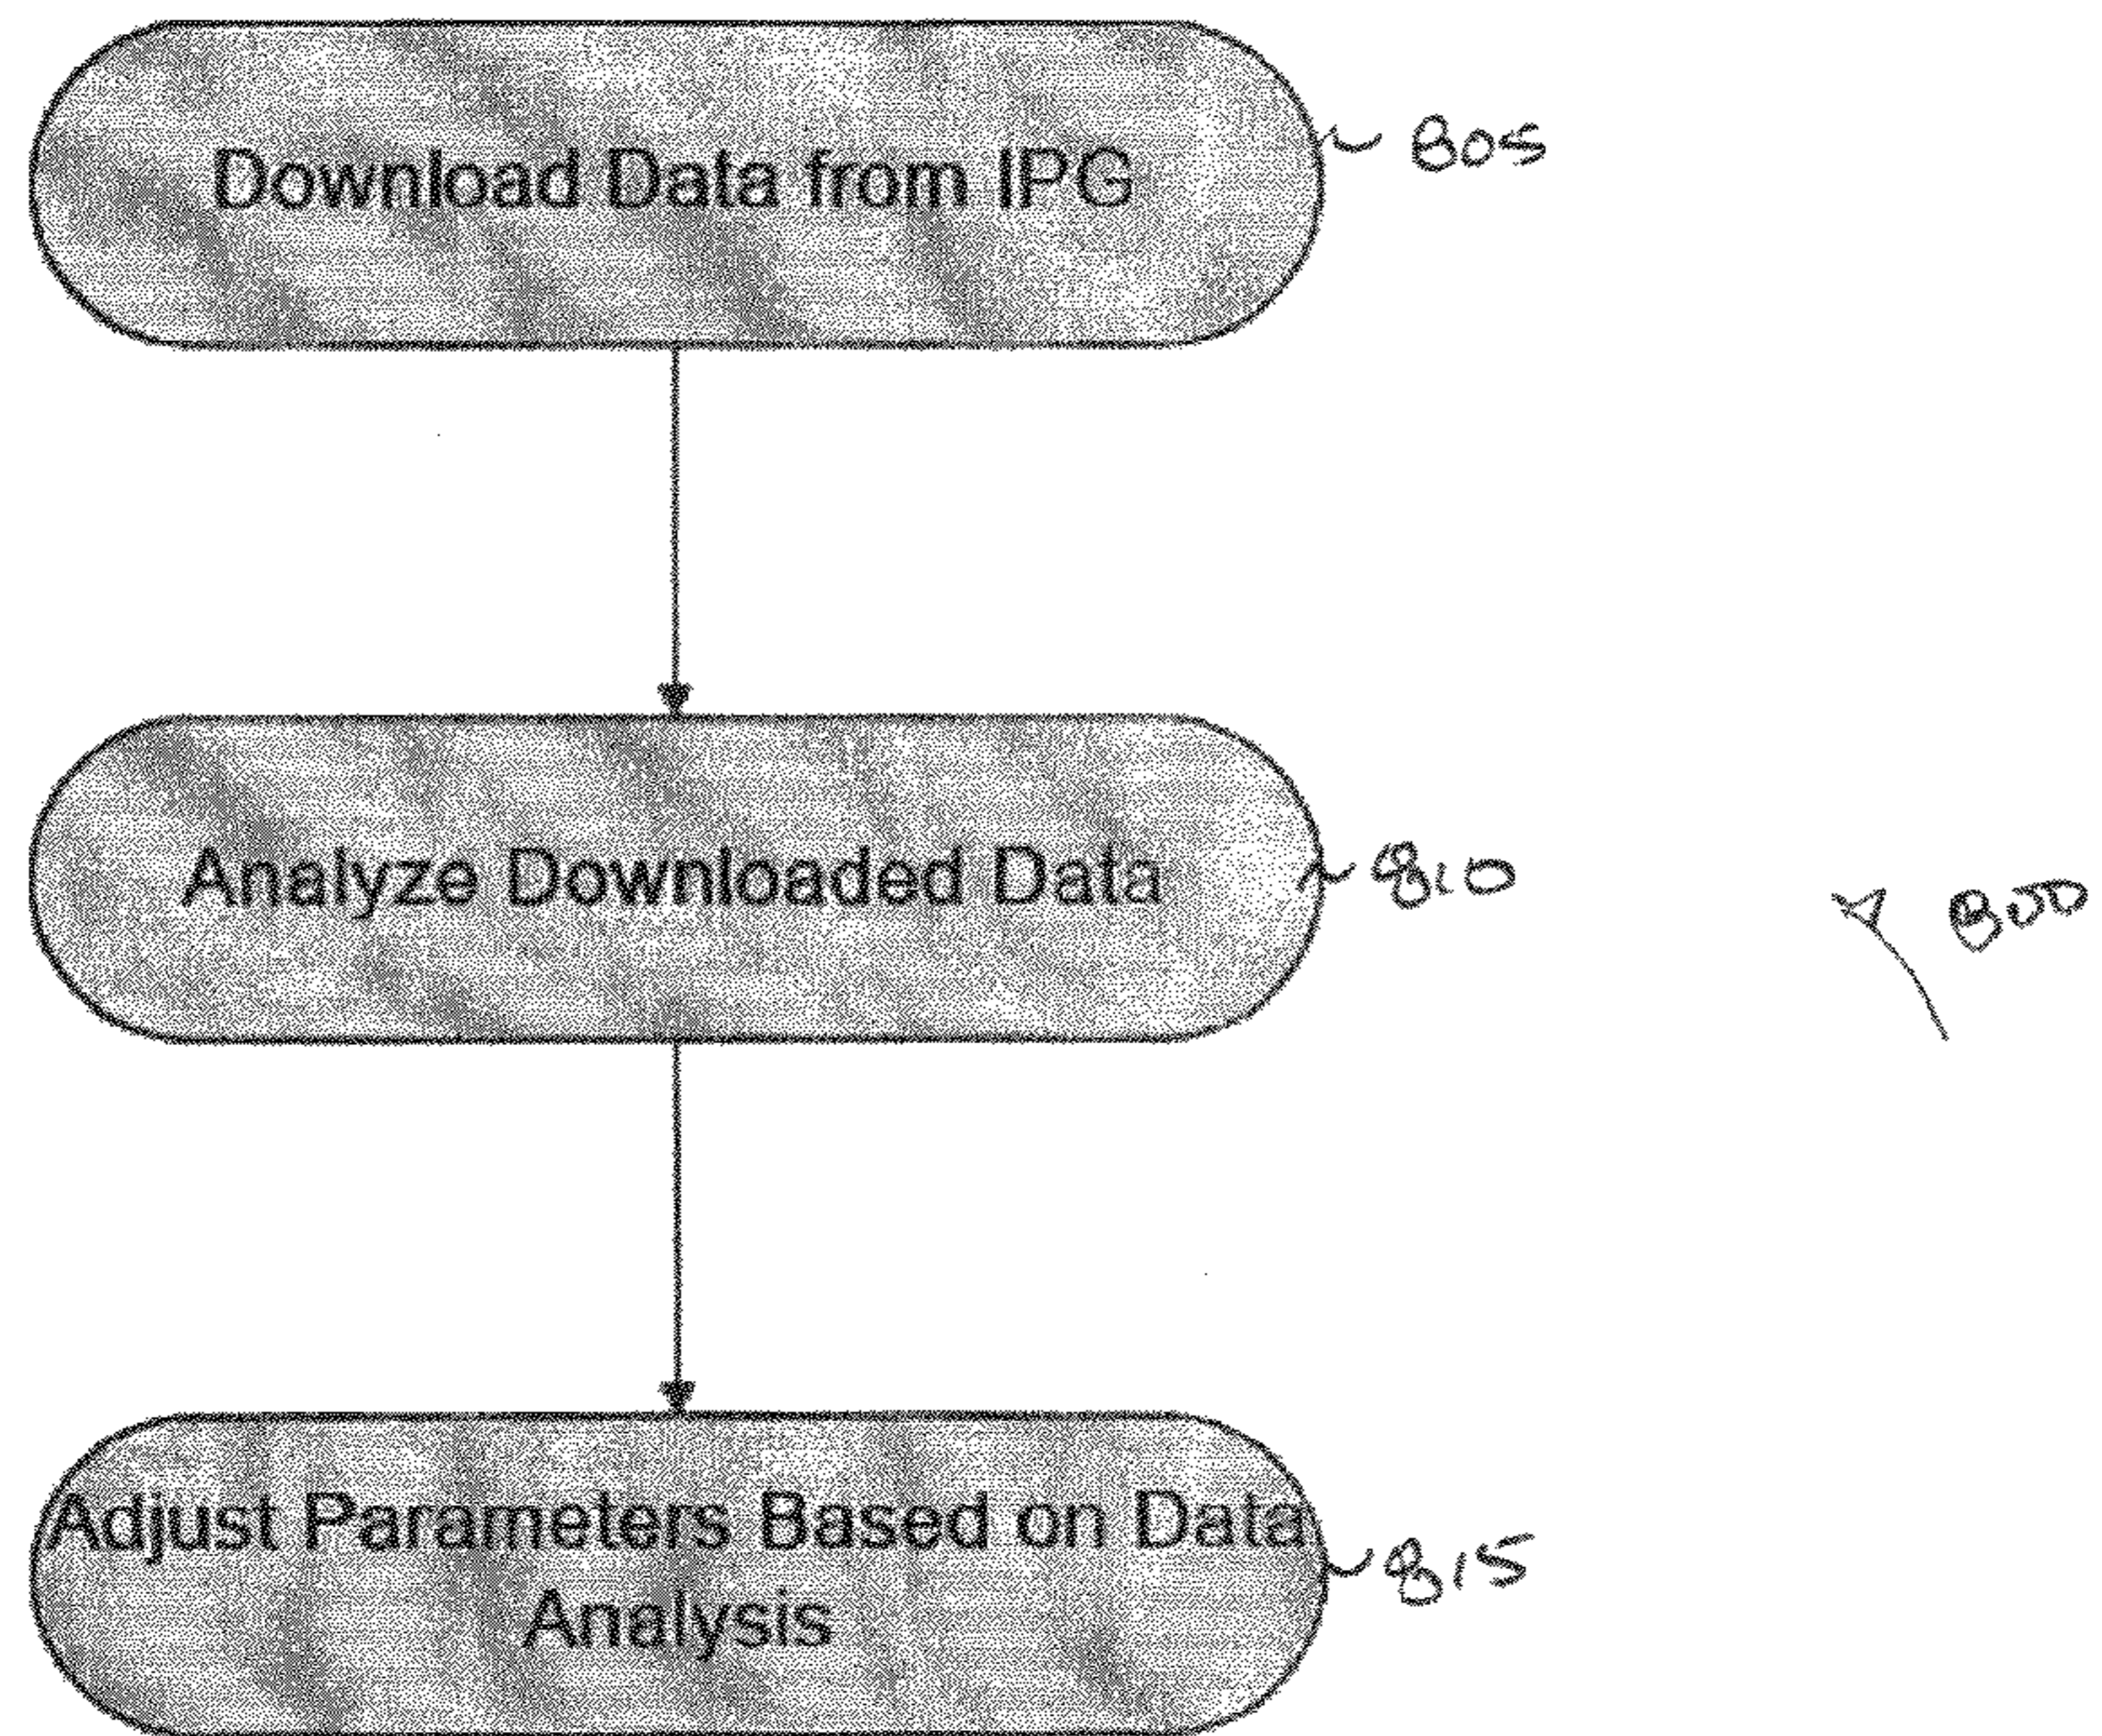 Download Data from IPG
805
Analyze Downloaded Data
810
800
Adjust Parameters Based on Data
Analysis
815